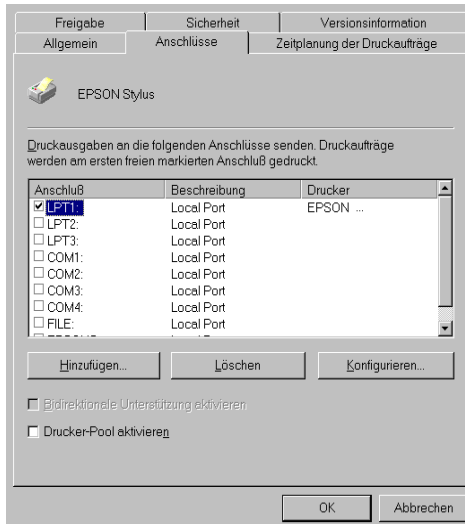 Freigabe Sicherheit Versionsinformation
Allgemein Anschlüsse Zeitplanung der Druckaufträge
EPSON Stylus
Druckausgaben an die folgenden Anschlüsse senden. Druckaufträge
werden am ersten freien markierten Anschluß gedruckt.
Anschluß Beschreibung Drucker
LPT1: Local Port EPSON ...
LPT2: Local Port
LPT3: Local Port
COM1: Local Port
COM2: Local Port
COM3: Local Port
COM4: Local Port
FILE: Local Port
Hinzufügen... Löschen Konfigurieren...
Bidirektionale Unterstützung aktivieren
Drucker-Pool aktivieren
OK Abbrechen